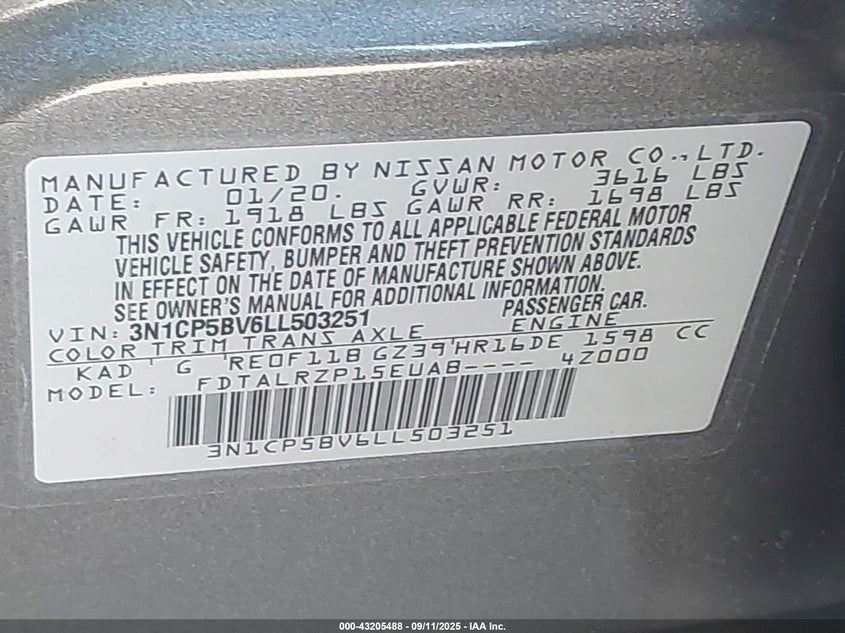 MANUFACTURED BY NISSAN MOTOR CO.,LTD.
DATE: 01/20. GVWR: 3616 LBS
GAWR FR: 1918 LBS GAWR RR: 1698 LBS
THIS VEHICLE CONFORMS TO ALL APPLICABLE FEDERAL MOTOR
VEHICLE SAFETY, BUMPER AND THEFT PREVENTION STANDARDS
IN EFFECT ON THE DATE OF MANUFACTURE SHOWN ABOVE.
SEE OWNER'S MANUAL FOR ADDITIONAL INFORMATION.
VIN: 3N1CP5BV6LL503251 PASSENGER CAR.
COLOR TRIM TRANS AXLE ENGINE
KAD G RE0F11B GZ39 HR16DE 1598 CC
MODEL: FDTALRZP15EUAB---- 4Z000
3N1CP5BV6LL503251
000-43205488 - 09/11/2025 - IAA Inc.